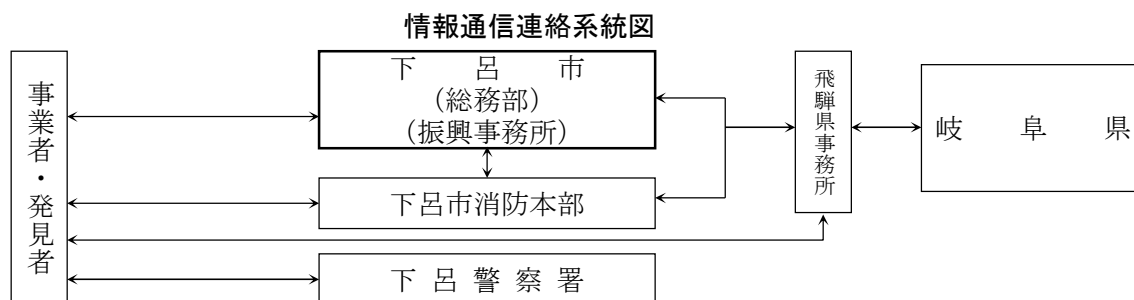 情報通信連絡系統図
事業者・発見者
下呂市
(総務部)
(振興事務所)
下呂市消防本部
下呂警察署
飛騨県事務所
岐阜県